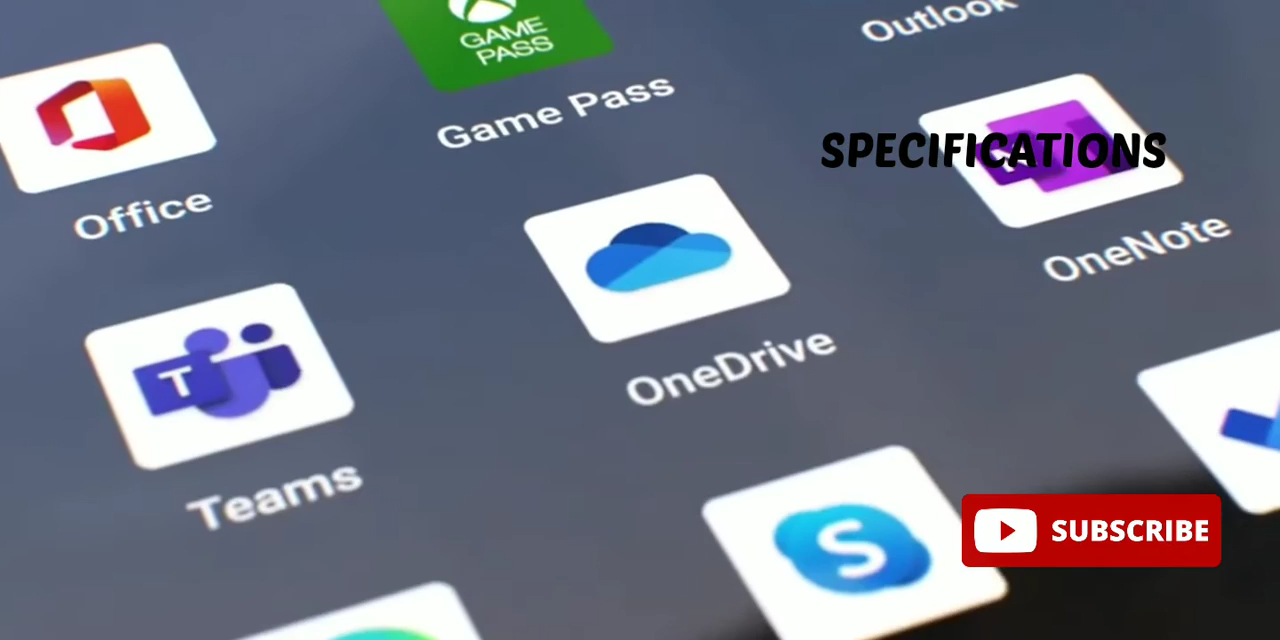 GAME
PASS
Outlook
Game Pass
SPECIFICATIONS
Office
OneNote
OneDrive
T
Teams
S
SUBSCRIBE